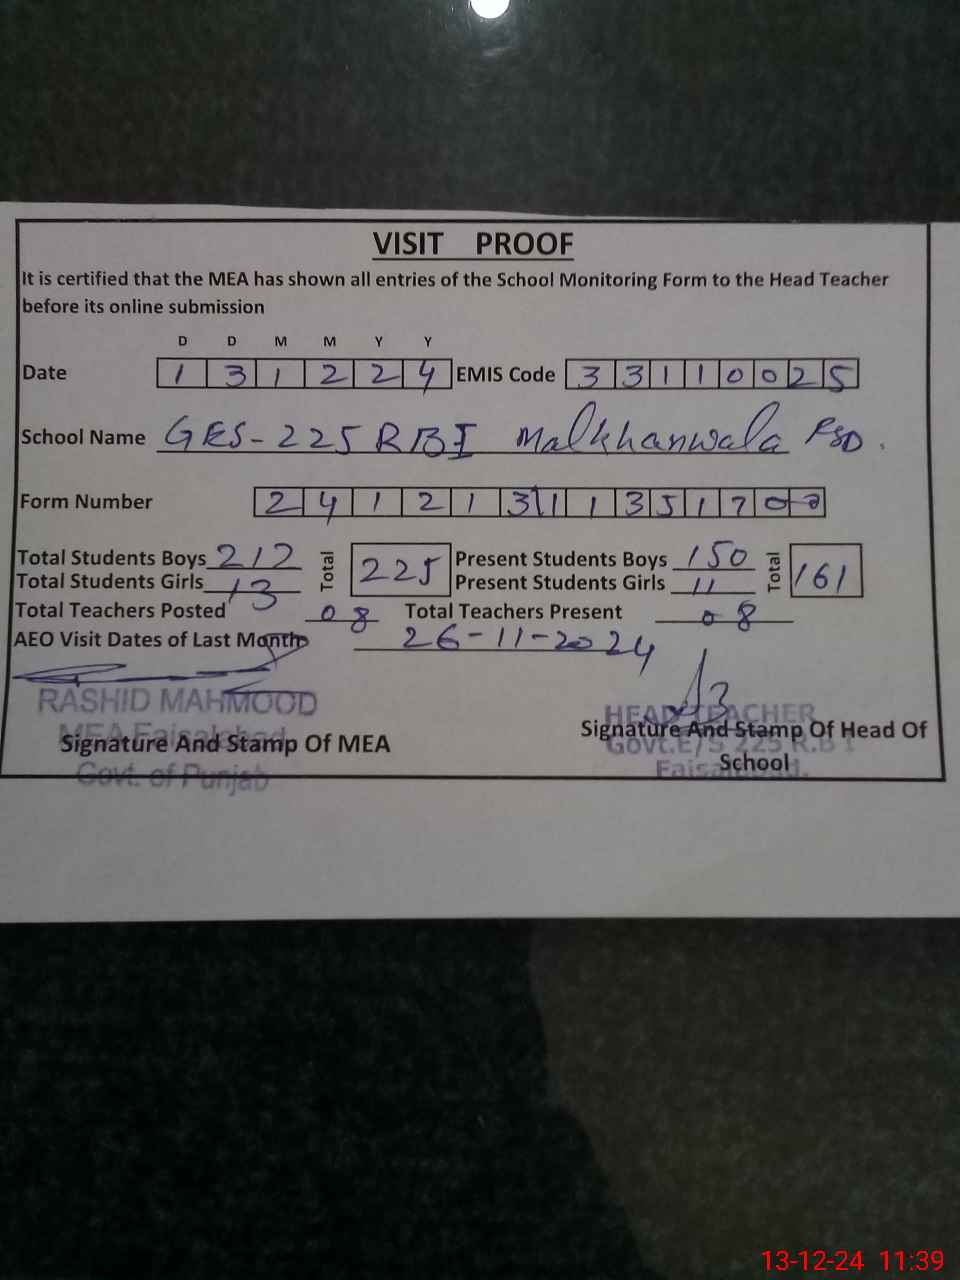 VISIT PROOF
It is certified that the MEA has shown all entries of the School Monitoring Form to the Head Teacher
before its online submission
D D M M Y Y
Date 1 3 1 2 2 4 EMIS Code 3 3 1 1 0 0 2 5
School Name GES-225 RBI Malkhanwala FSD.
Form Number 2 4 1 2 1 3 1 1 3 5 1 7
Total Students Boys 212 Total 225 Present Students Boys 150 Total 161
Total Students Girls 13 Present Students Girls 11
Total Teachers Posted 08 Total Teachers Present 08
AEO Visit Dates of Last Month 26-11-2024
RASHID MAHMOOD
MEA Faisalabad
Govt. of Punjab
Signature And Stamp Of MEA
HEAD TEACHER
Govt.E/S 225 R.B I
Faisalabad.
Signature And Stamp Of Head Of
School
13-12-24 11:39